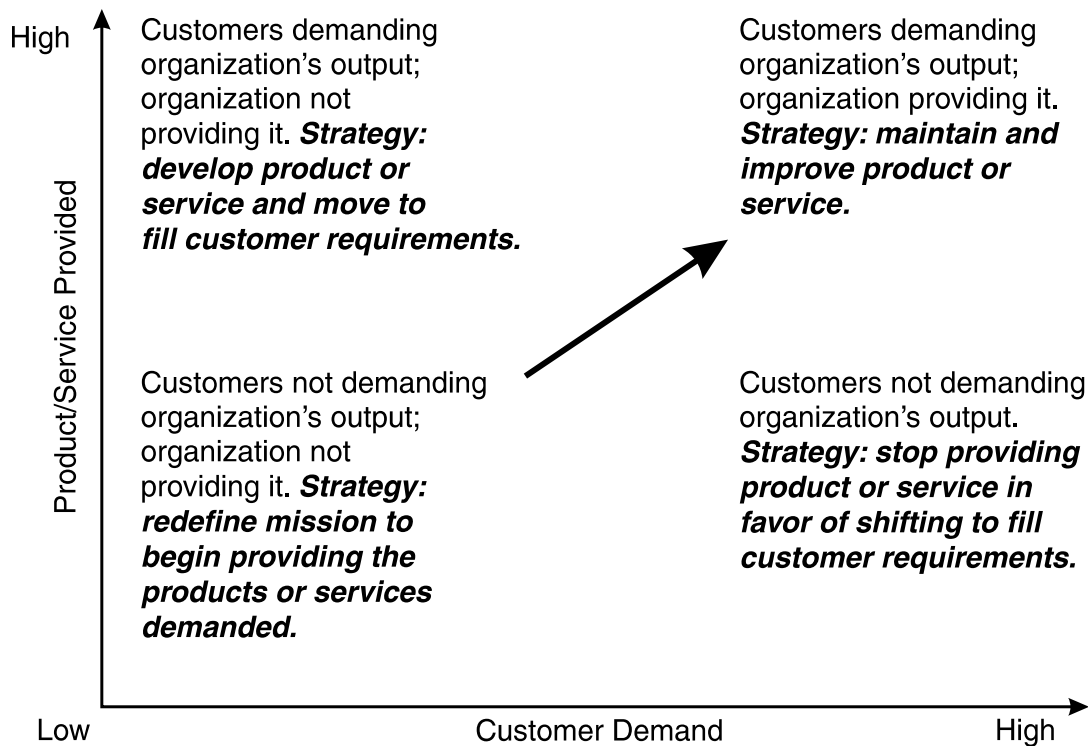 High
Product/Service Provided
Customers demanding
organization's output;
organization not
providing it. Strategy:
develop product or
service and move to
fill customer requirements.
Customers demanding
organization's output;
organization providing it.
Strategy: maintain and
improve product or
service.
Customers not demanding
organization's output;
organization not
providing it. Strategy:
redefine mission to
begin providing the
products or services
demanded.
Customers not demanding
organization's output.
Strategy: stop providing
product or service in
favor of shifting to fill
customer requirements.
Low
Customer Demand
High